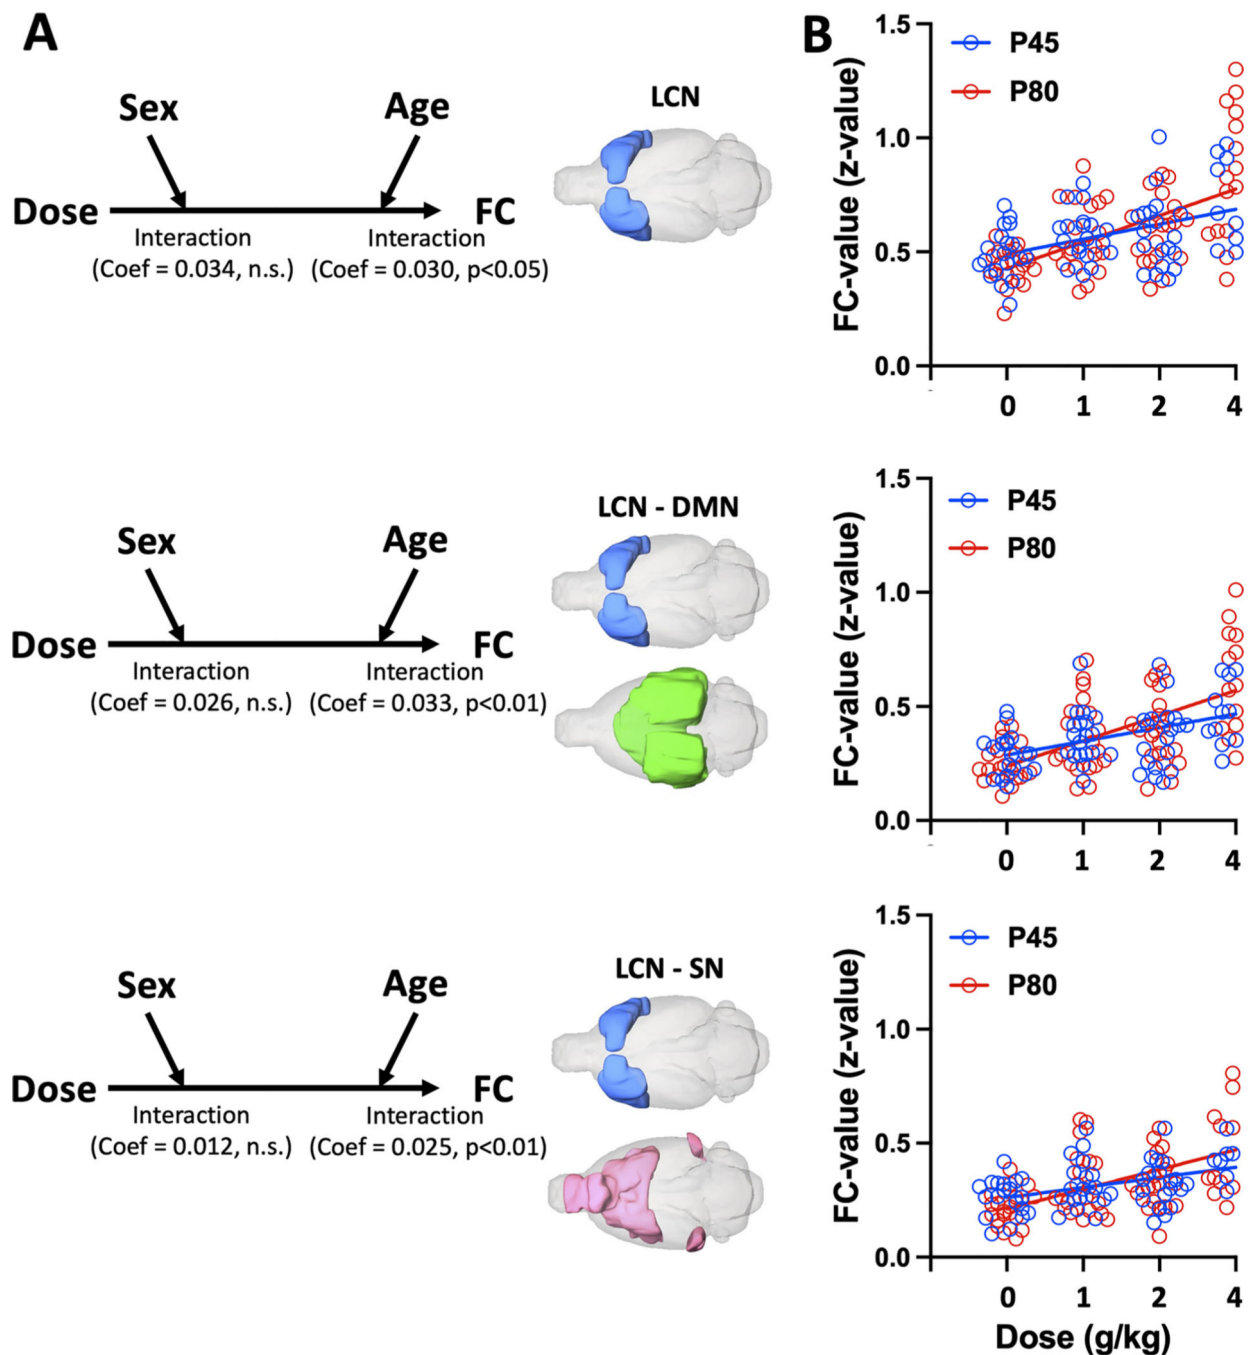 A
Sex
Age
LCN
Dose
FC
Interaction
Interaction
(Coef = 0.034, n.s.)
(Coef = 0.030, p<0.05)
Sex
Age
LCN - DMN
Dose
FC
Interaction
Interaction
(Coef = 0.026, n.s.)
(Coef = 0.033, p<0.01)
Sex
Age
LCN - SN
Dose
FC
Interaction
Interaction
(Coef = 0.012, n.s.)
(Coef = 0.025, p<0.01)
B
FC-value (z-value)
1.5
1.0
0.5
0.0
P45
P80
0 1 2 4
FC-value (z-value)
1.5
1.0
0.5
0.0
P45
P80
0 1 2 4
FC-value (z-value)
1.5
1.0
0.5
0.0
P45
P80
0 1 2 4
Dose (g/kg)